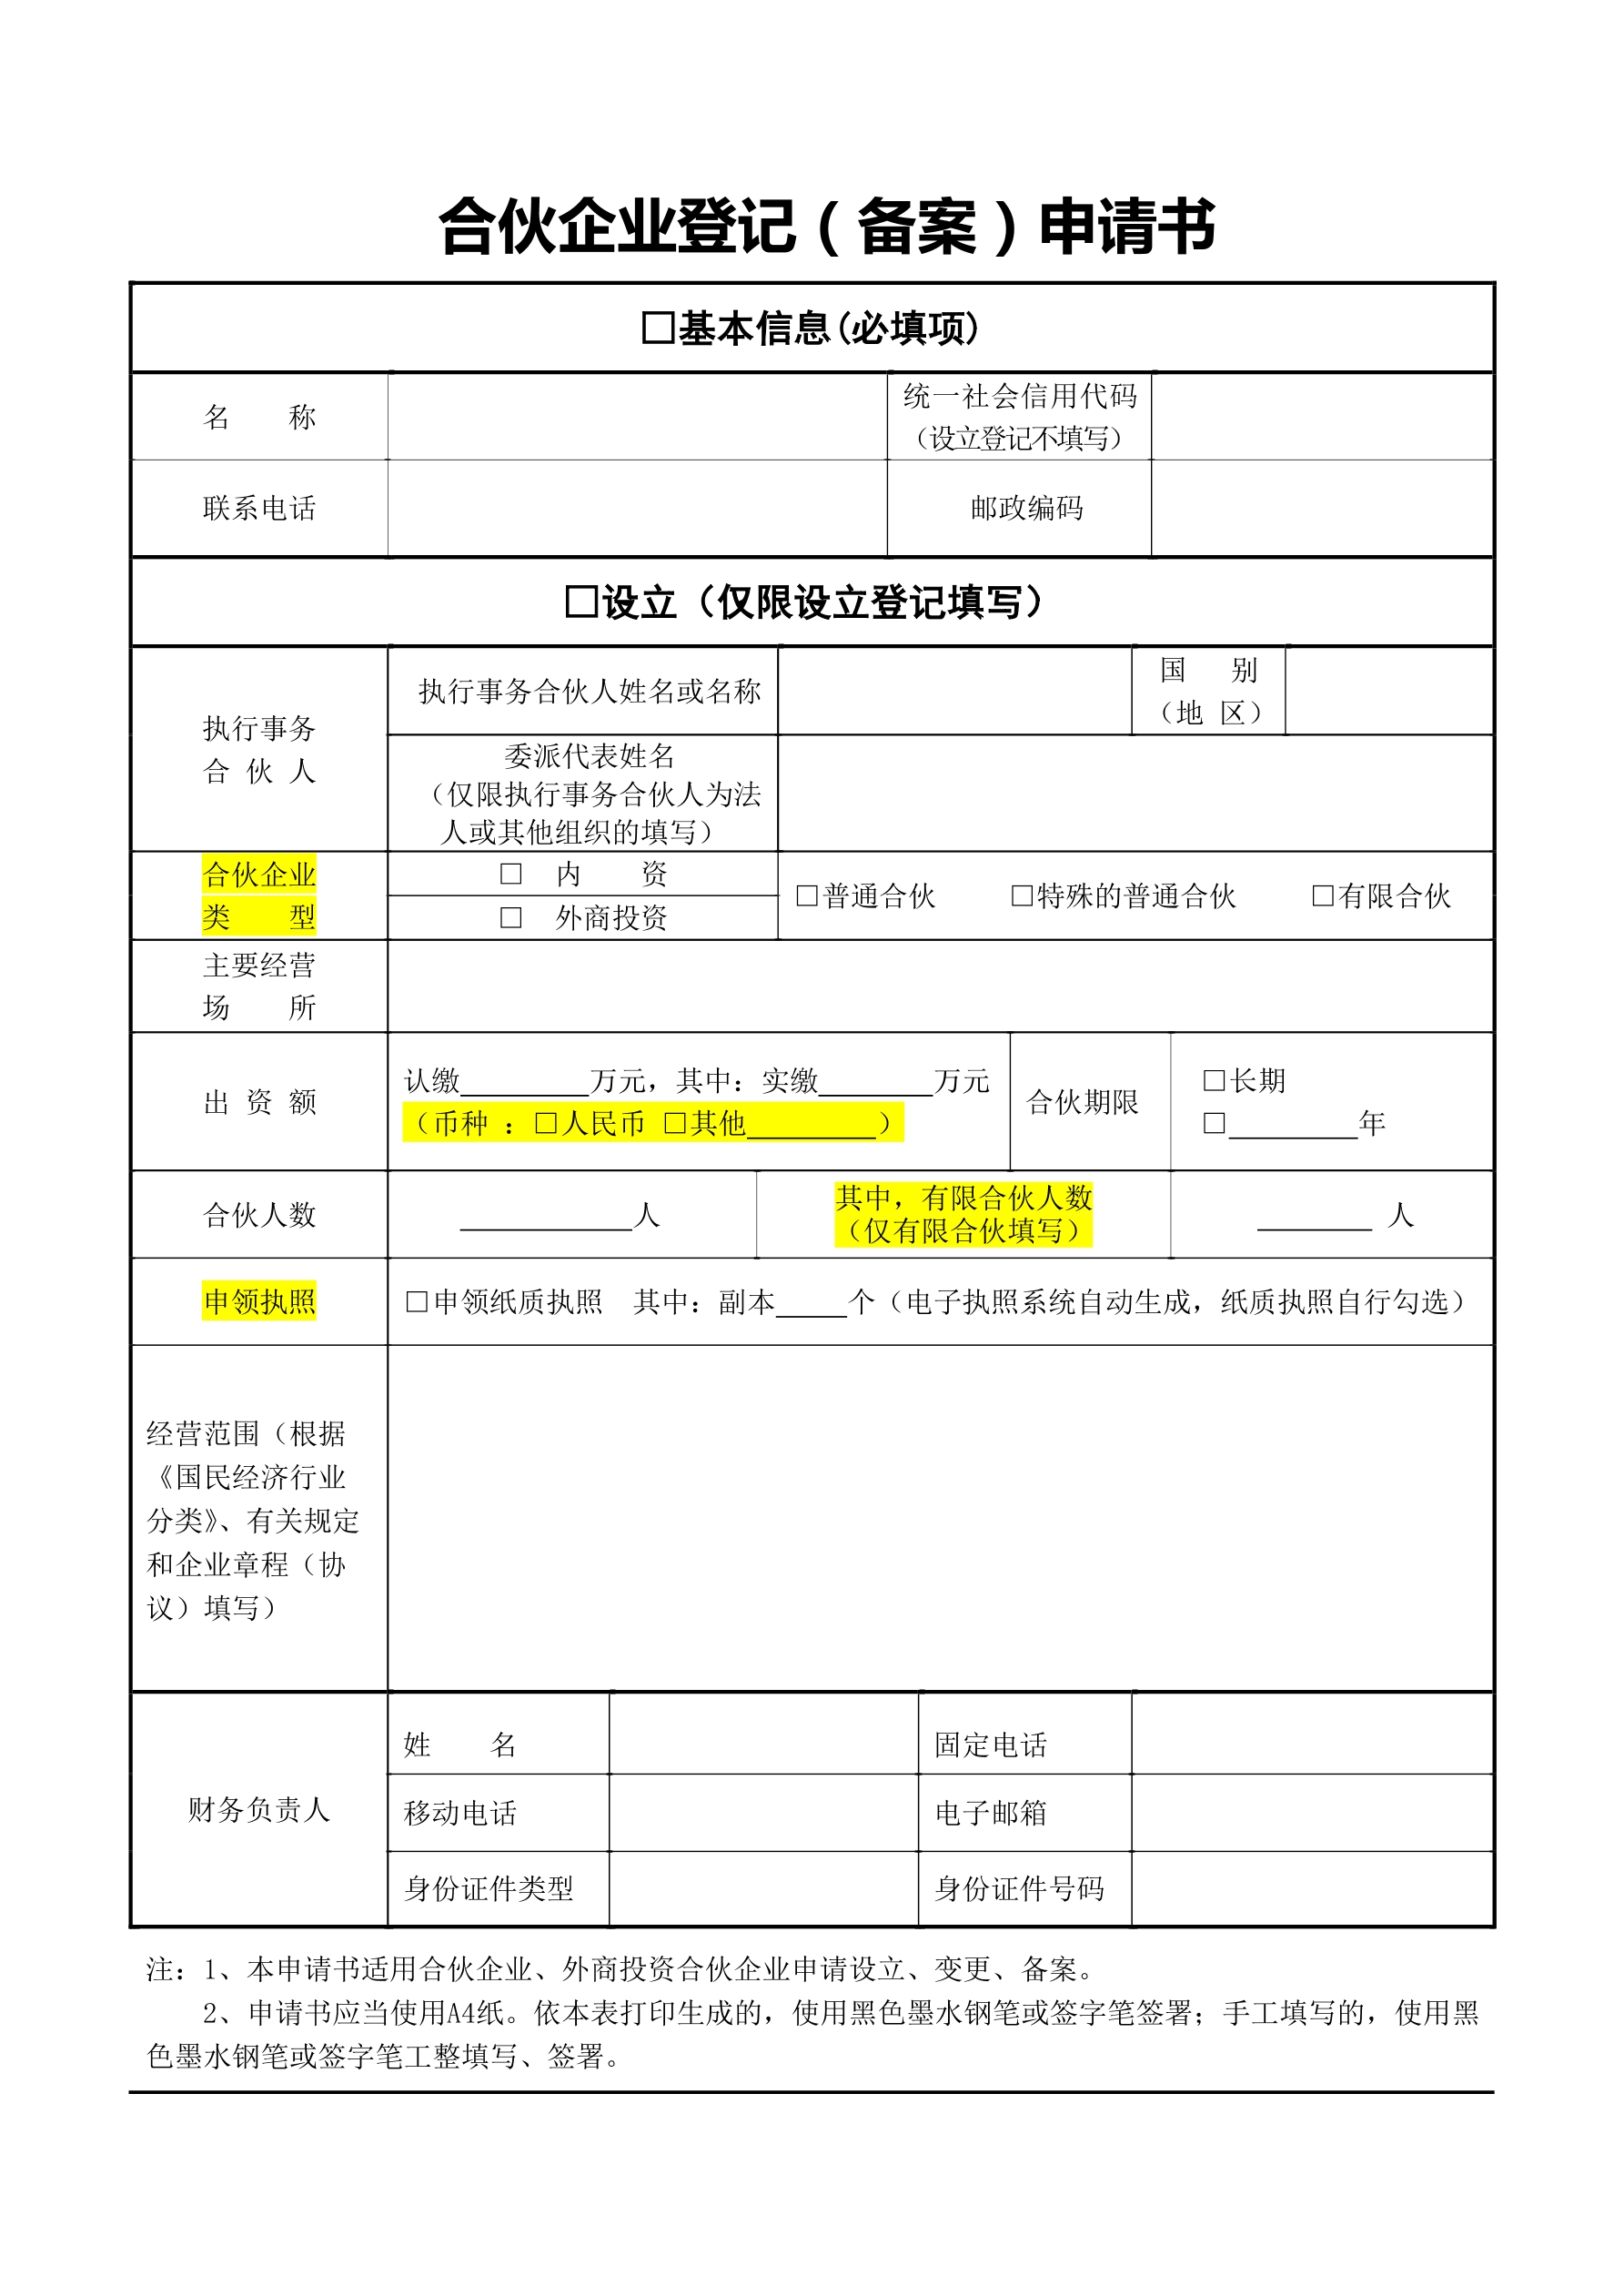 合伙企业登记（备案）申请书
□基本信息(必填项)
名　　称
统一社会信用代码
（设立登记不填写）
联系电话
邮政编码
□设立（仅限设立登记填写）
执行事务
合 伙 人
执行事务合伙人姓名或名称
国　别
（地 区）
委派代表姓名
（仅限执行事务合伙人为法
人或其他组织的填写）
合伙企业
类　　型
□　内　　资
□　外商投资
□普通合伙　　□特殊的普通合伙　　□有限合伙
主要经营
场　　所
出 资 额
认缴_________万元，其中：实缴________万元
（币种 ：□人民币 □其他_________）
合伙期限
□长期
□_________年
合伙人数
____________人
其中，有限合伙人数
（仅有限合伙填写）
________ 人
申领执照
□申领纸质执照　其中：副本_____个（电子执照系统自动生成，纸质执照自行勾选）
经营范围（根据
《国民经济行业
分类》、有关规定
和企业章程（协
议）填写）
财务负责人
姓　　名
固定电话
移动电话
电子邮箱
身份证件类型
身份证件号码
注：1、本申请书适用合伙企业、外商投资合伙企业申请设立、变更、备案。
2、申请书应当使用A4纸。依本表打印生成的，使用黑色墨水钢笔或签字笔签署；手工填写的，使用黑
色墨水钢笔或签字笔工整填写、签署。